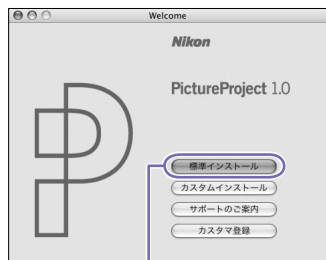 Welcome
Nikon
PictureProject 1.0
標準インストール
カスタムインストール
サポートのご案内
カスタマ登録